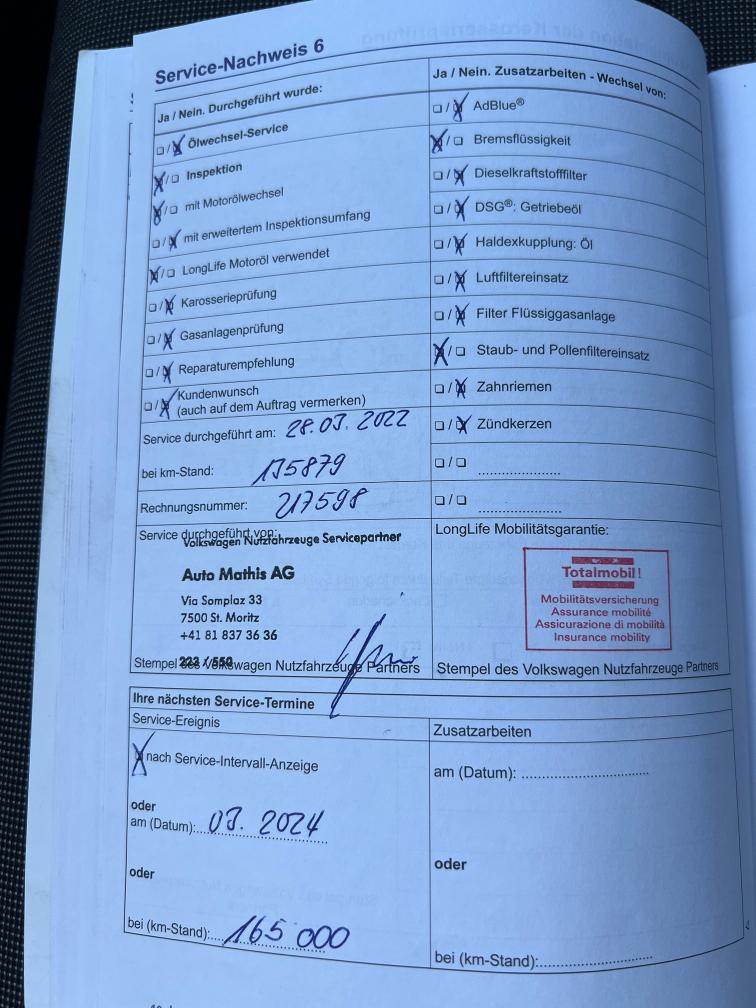 Service-Nachweis 6
Ja / Nein. Durchgeführt wurde:
☐/☒ Ölwechsel-Service
☒/☐ Inspektion
☒/☐ mit Motorölwechsel
☐/☒ mit erweitertem Inspektionsumfang
☒/☐ LongLife Motoröl verwendet
☐/☒ Karosserieprüfung
☐/☒ Gasanlagenprüfung
☐/☒ Reparaturempfehlung
☐/☒ Kundenwunsch
(auch auf dem Auftrag vermerken)
Service durchgeführt am: 28.03.2022
bei km-Stand: 135879
Rechnungsnummer: 217598
Service durchgeführt von:
Volkswagen Nutzfahrzeuge Servicepartner
Auto Mathis AG
Via Somplaz 33
7500 St. Moritz
+41 81 837 36 36
Stempel des Volkswagen Nutzfahrzeuge Partners
Ja / Nein. Zusatzarbeiten - Wechsel von:
☐/☒ AdBlue®
☒/☐ Bremsflüssigkeit
☐/☒ Dieselkraftstofffilter
☐/☒ DSG®: Getriebeöl
☐/☒ Haldexkupplung: Öl
☐/☒ Luftfiltereinsatz
☐/☒ Filter Flüssiggasanlage
☒/☐ Staub- und Pollenfiltereinsatz
☐/☒ Zahnriemen
☐/☒ Zündkerzen
☐/☐ ....................
☐/☐ ....................
LongLife Mobilitätsgarantie:
Totalmobil!
Mobilitätsversicherung
Assurance mobilité
Assicurazione di mobilità
Insurance mobility
Stempel des Volkswagen Nutzfahrzeuge Partners
Ihre nächsten Service-Termine
Service-Ereignis
☒ nach Service-Intervall-Anzeige
oder
am (Datum): 03. 2024
oder
bei (km-Stand): 165 000
Zusatzarbeiten
am (Datum): ....................
oder
bei (km-Stand): ....................